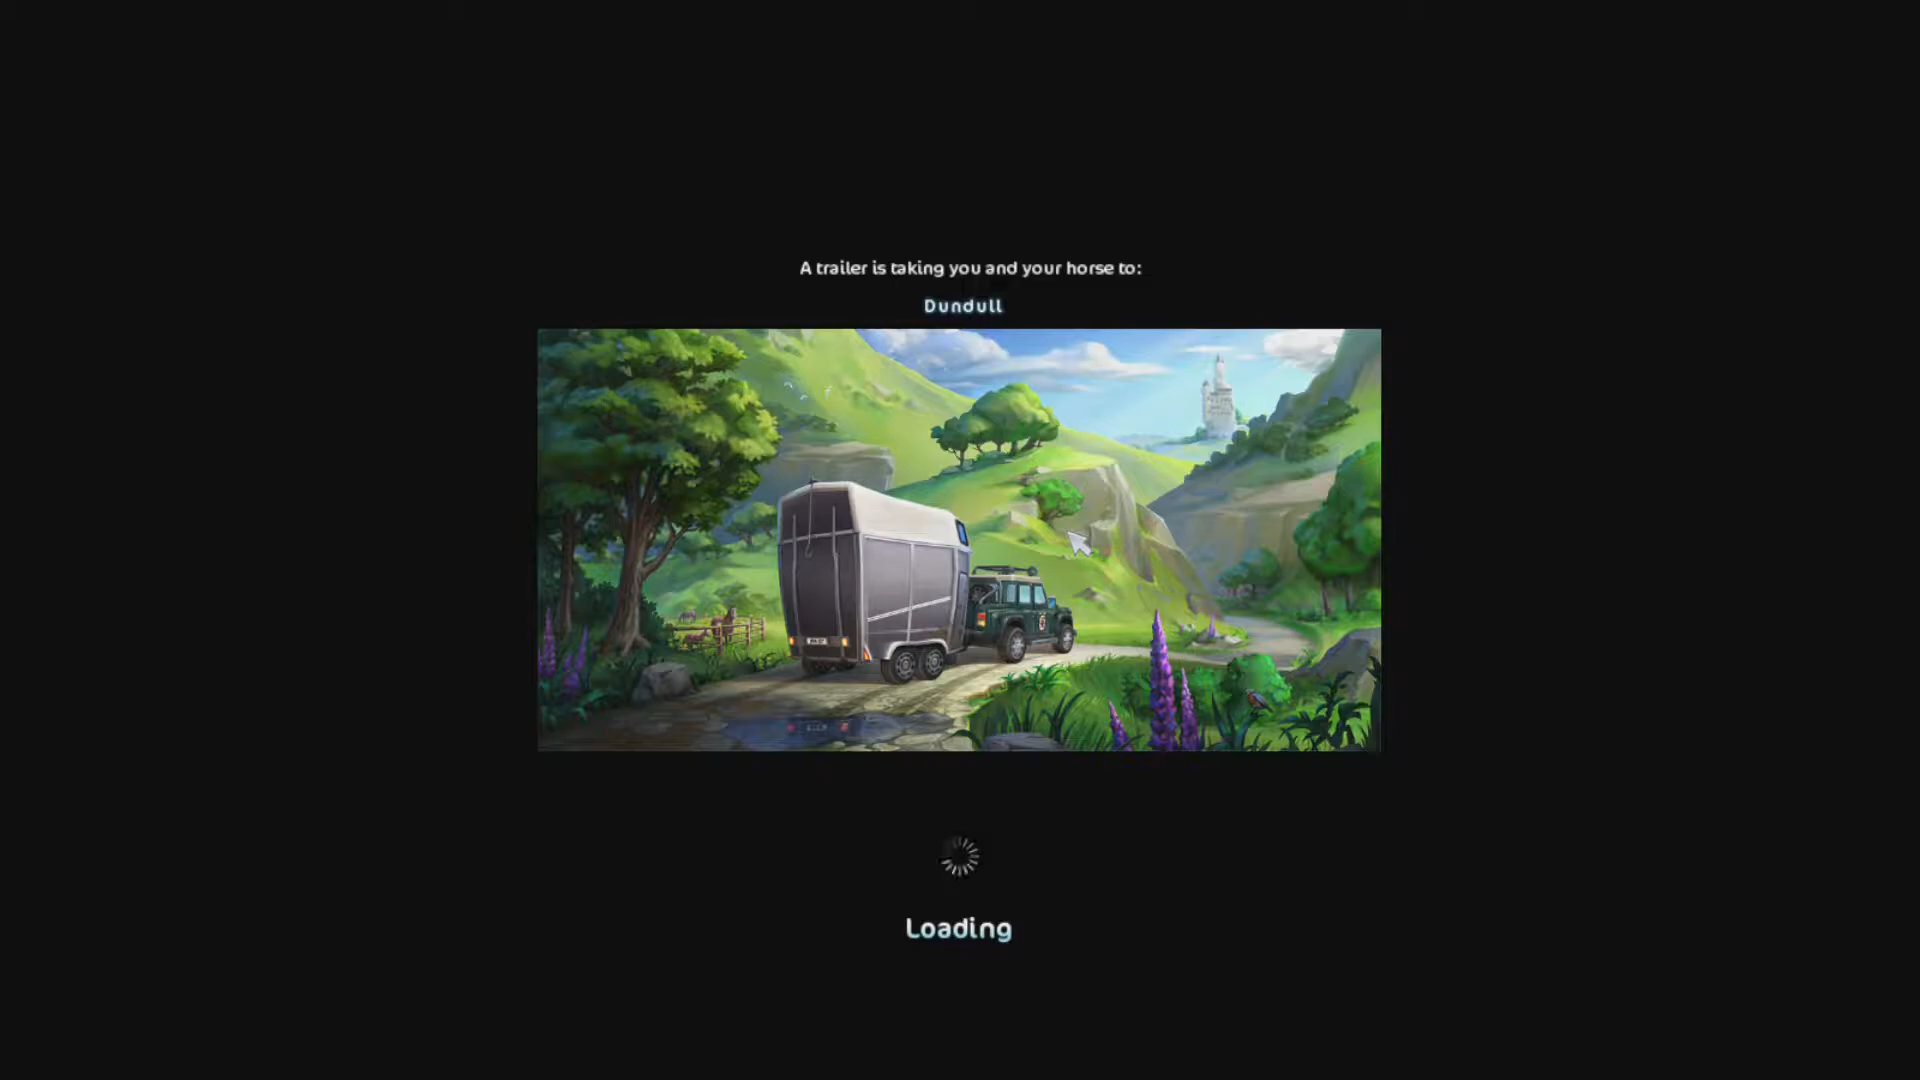 A trailer is taking you and your horse to:
Dundull
Loading